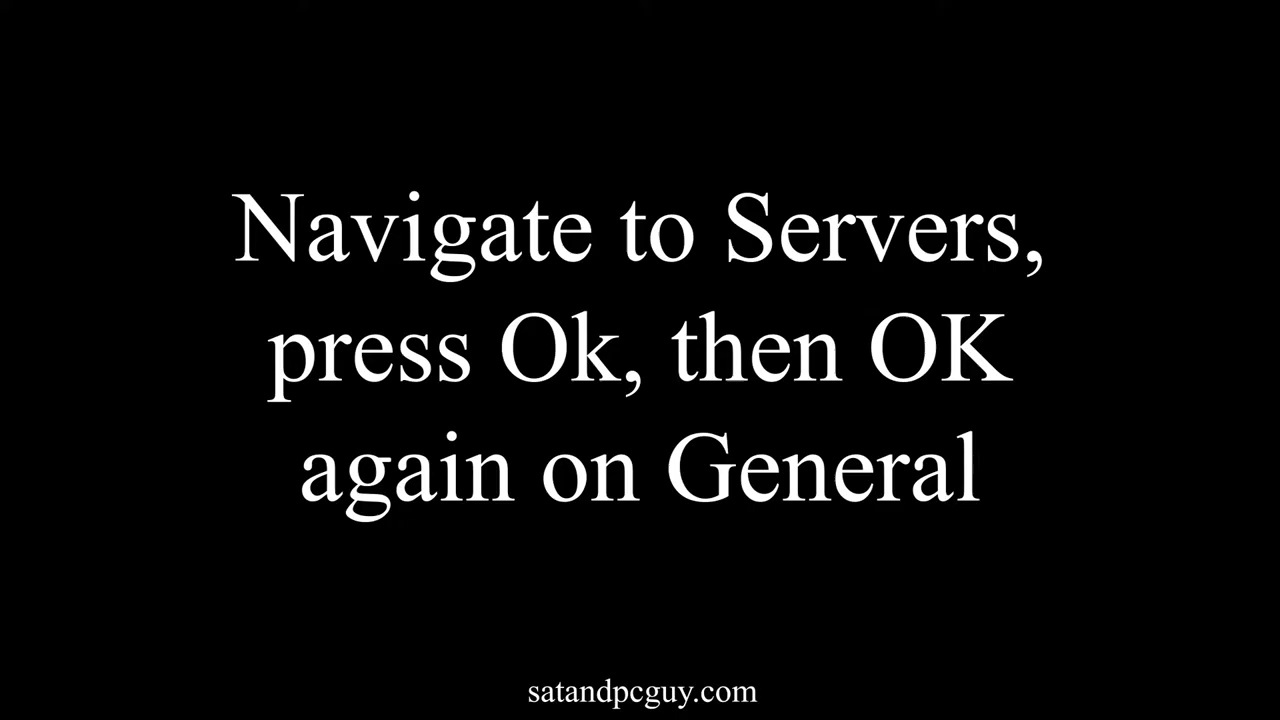 Navigate to Servers,
press Ok, then OK
again on General
satandpcguy.com